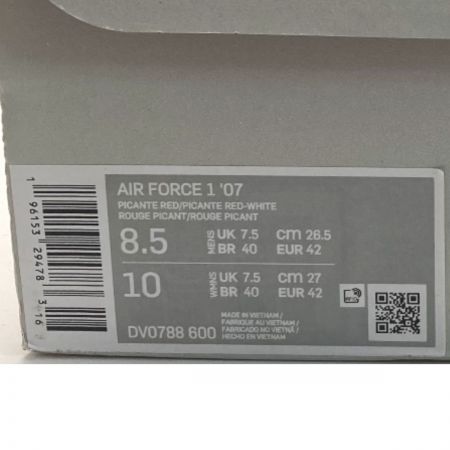 AIR FORCE 1 '07
PICANTE RED/PICANTE RED-WHITE
ROUGE PICANT/ROUGE PICANT
8.5 MENS UK 7.5 cm 26.5
BR 40 EUR 42
10 WMNS UK 7.5 cm 27
BR 40 EUR 42
DV0788 600
MADE IN VIETNAM/
FABRIQUE AU VIETNAM/
FABRICADO NO VIETNÃ/
FABRICADO EN VIETNAM
1 96153 29478 3